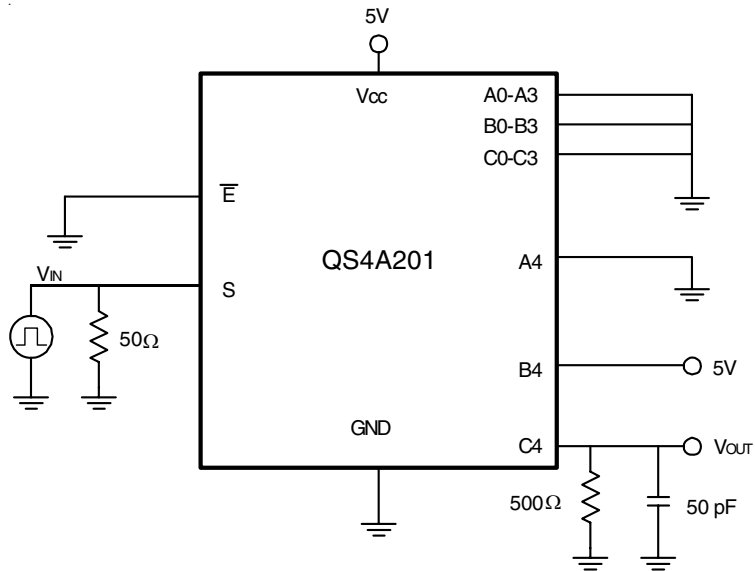 5V
Vcc
A0-A3
B0-B3
C0-C3
E
QS4A201
A4
VIN
S
50Ω
B4
5V
GND
C4
VOUT
500Ω
50 pF